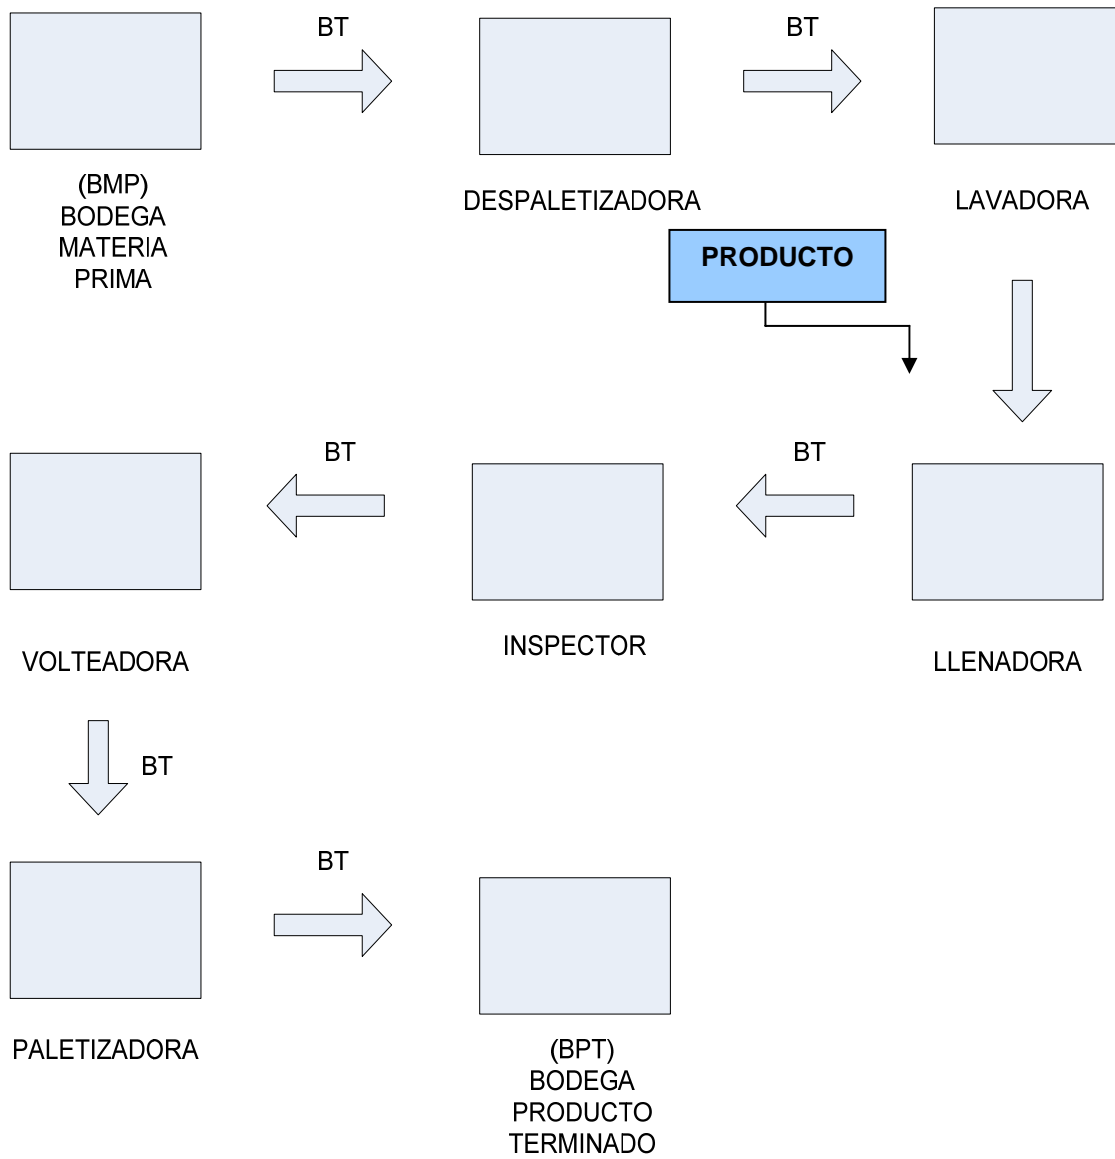 BT
BT
(BMP)
BODEGA
MATERIA
PRIMA
DESPALETIZADORA
LAVADORA
PRODUCTO
BT
BT
VOLTEADORA
INSPECTOR
LLENADORA
BT
BT
PALETIZADORA
(BPT)
BODEGA
PRODUCTO
TERMINADO